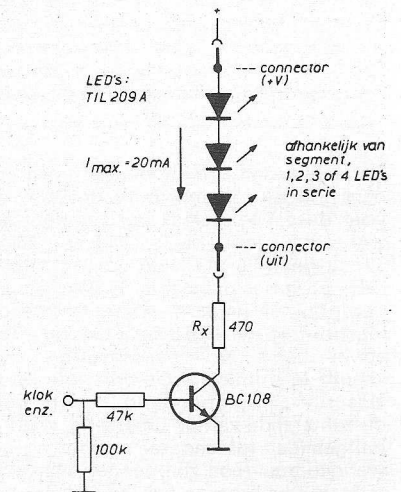 +
--- connector
(+V)
LED's:
TIL 209 A
I max. = 20mA
afhankelijk van
segment,
1,2,3 of 4 LED's
in serie
--- connector
(uit)
Rx 470
klok
enz.
47k
BC108
100k